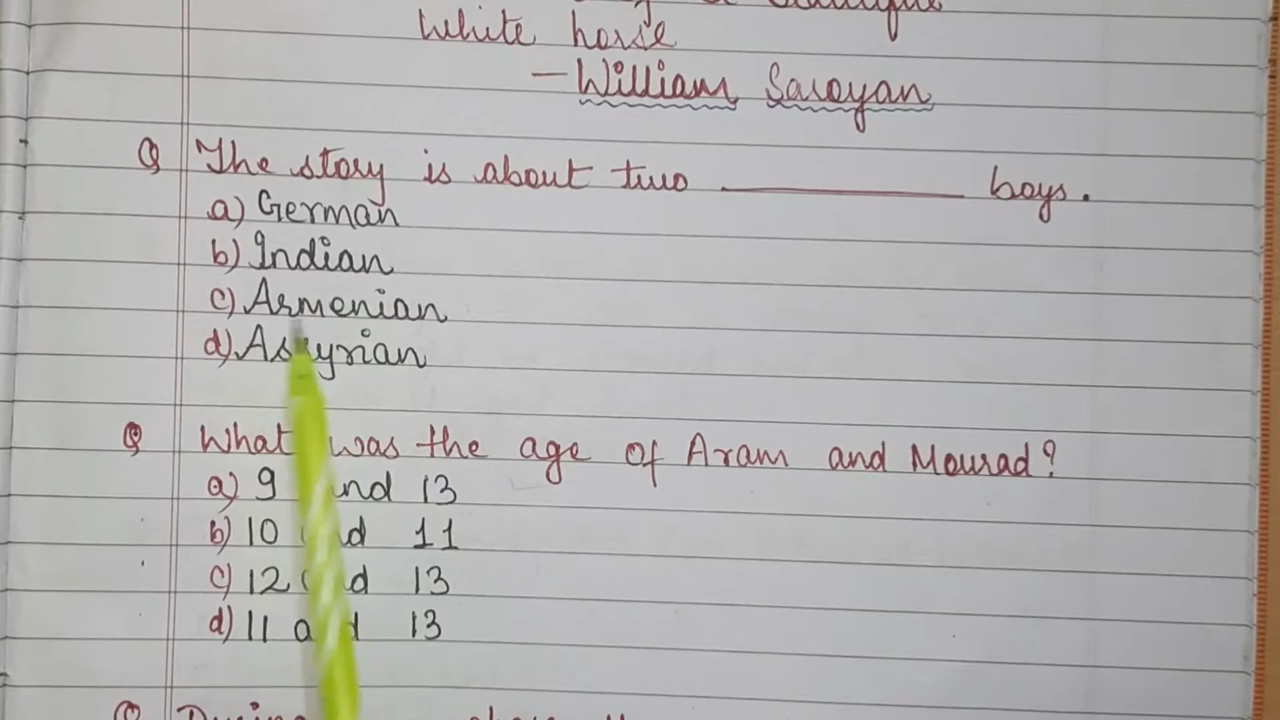 White horse
– William Saroyan
Q The story is about two ________ boys.
a) German
b) Indian
c) Armenian
d) Assyrian
Q What was the age of Aram and Mourad?
a) 9 and 13
b) 10 and 11
c) 12 and 13
d) 11 and 13
Q